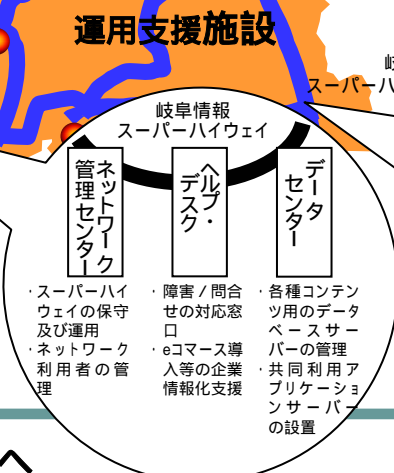 運用支援施設
岐
スーパーハ
岐阜情報
スーパーハイウェイ
ネットワーク
管理センター
ヘルプ・
デスク
データ
センター
・スーパーハイ
ウェイの保守
及び運用
・ネットワーク
利用者の管
理
・障害/問合
せの対応窓
口
・eコマース導
入等の企業
情報化支援
・各種コンテン
ツ用のデータ
ベースサー
バーの管理
・共同利用ア
プリケーショ
ンサーバー
の設置
へ